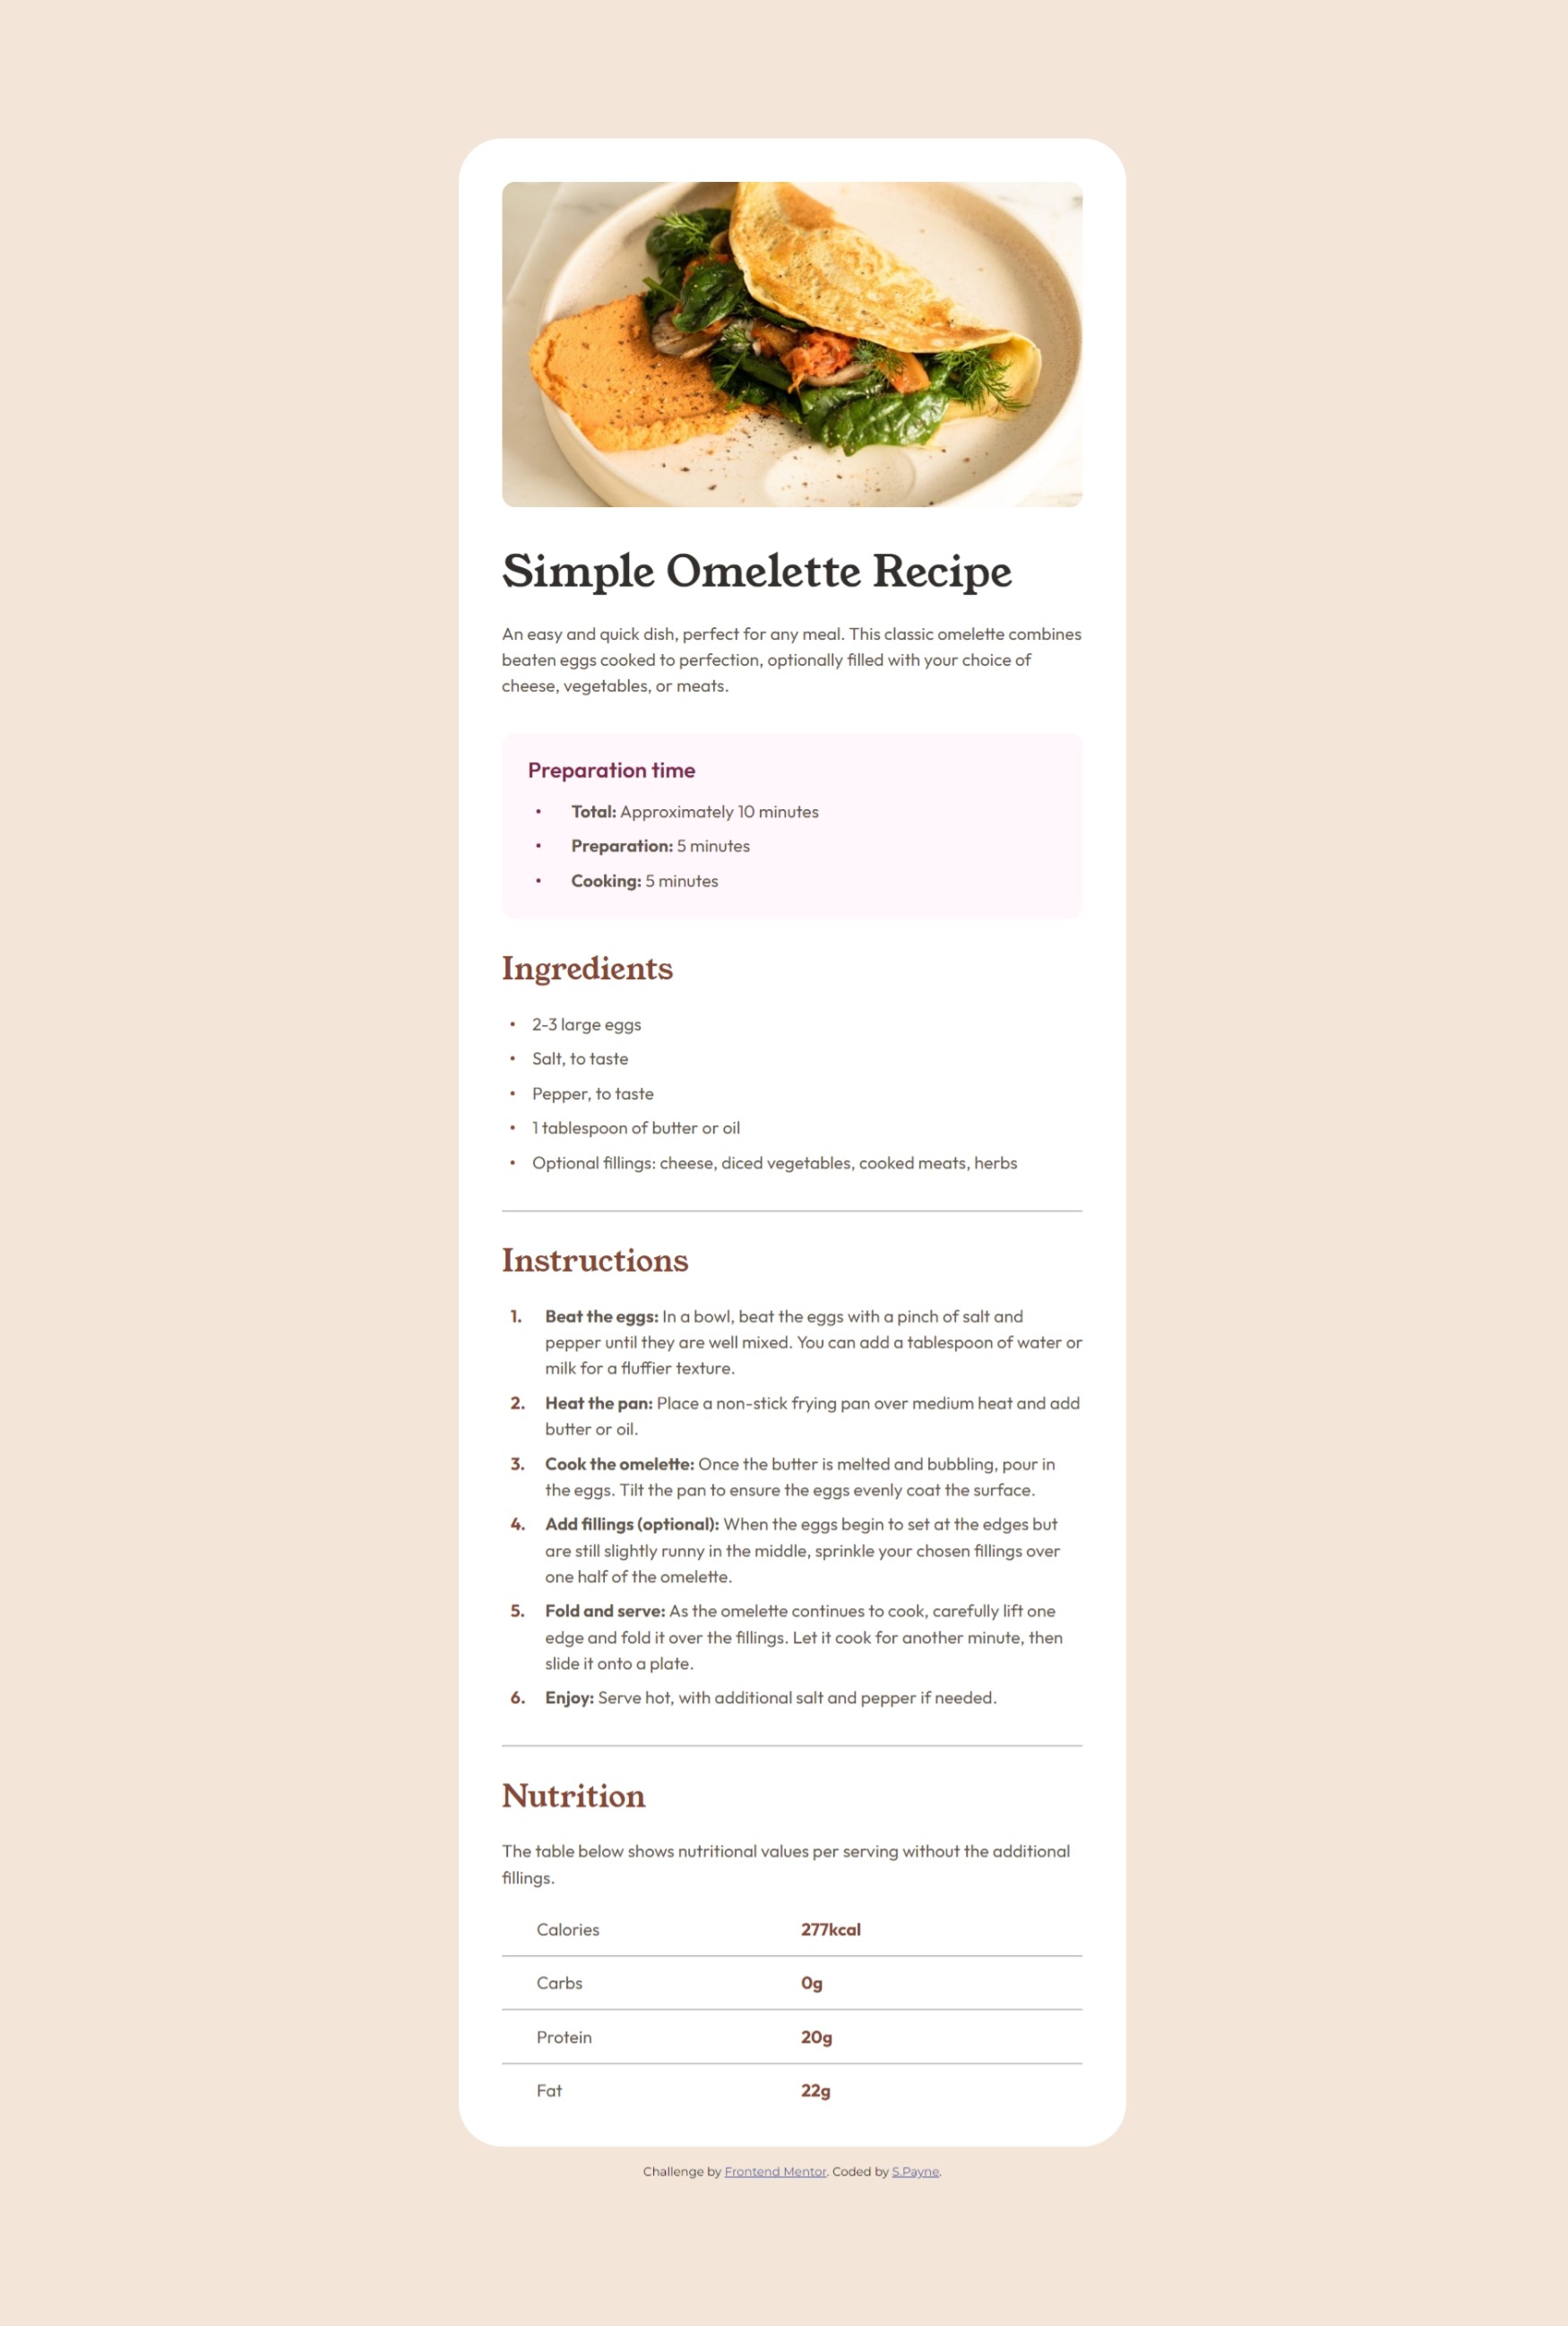 Simple Omelette Recipe
An easy and quick dish, perfect for any meal. This classic omelette combines
beaten eggs cooked to perfection, optionally filled with your choice of
cheese, vegetables, or meats.
Preparation time
• Total: Approximately 10 minutes
• Preparation: 5 minutes
• Cooking: 5 minutes
Ingredients
• 2-3 large eggs
• Salt, to taste
• Pepper, to taste
• 1 tablespoon of butter or oil
• Optional fillings: cheese, diced vegetables, cooked meats, herbs
Instructions
1. Beat the eggs: In a bowl, beat the eggs with a pinch of salt and
pepper until they are well mixed. You can add a tablespoon of water or
milk for a fluffier texture.
2. Heat the pan: Place a non-stick frying pan over medium heat and add
butter or oil.
3. Cook the omelette: Once the butter is melted and bubbling, pour in
the eggs. Tilt the pan to ensure the eggs evenly coat the surface.
4. Add fillings (optional): When the eggs begin to set at the edges but
are still slightly runny in the middle, sprinkle your chosen fillings over
one half of the omelette.
5. Fold and serve: As the omelette continues to cook, carefully lift one
edge and fold it over the fillings. Let it cook for another minute, then
slide it onto a plate.
6. Enjoy: Serve hot, with additional salt and pepper if needed.
Nutrition
The table below shows nutritional values per serving without the additional
fillings.
Calories 277kcal
Carbs 0g
Protein 20g
Fat 22g
Challenge by Frontend Mentor. Coded by S.Payne.